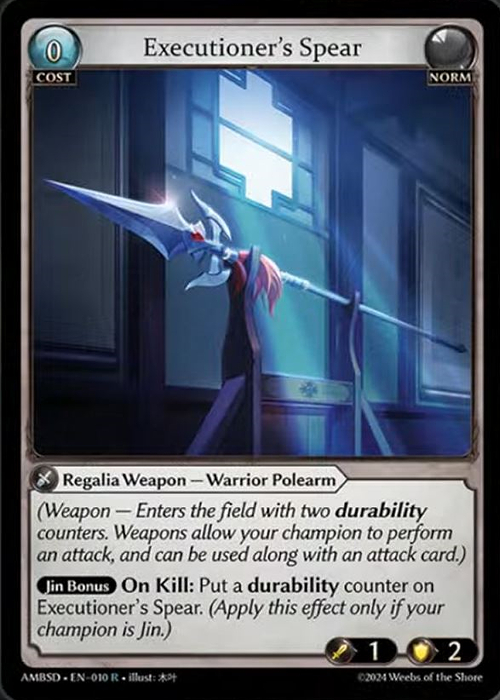 0
COST
Executioner's Spear
NORM
Regalia Weapon — Warrior Polearm
(Weapon — Enters the field with two durability
counters. Weapons allow your champion to perform
an attack, and can be used along with an attack card.)
Jin Bonus On Kill: Put a durability counter on
Executioner's Spear. (Apply this effect only if your
champion is Jin.)
1
2
AMBSD • EN-010 R • illust: 木叶
©2024 Weebs of the Shore